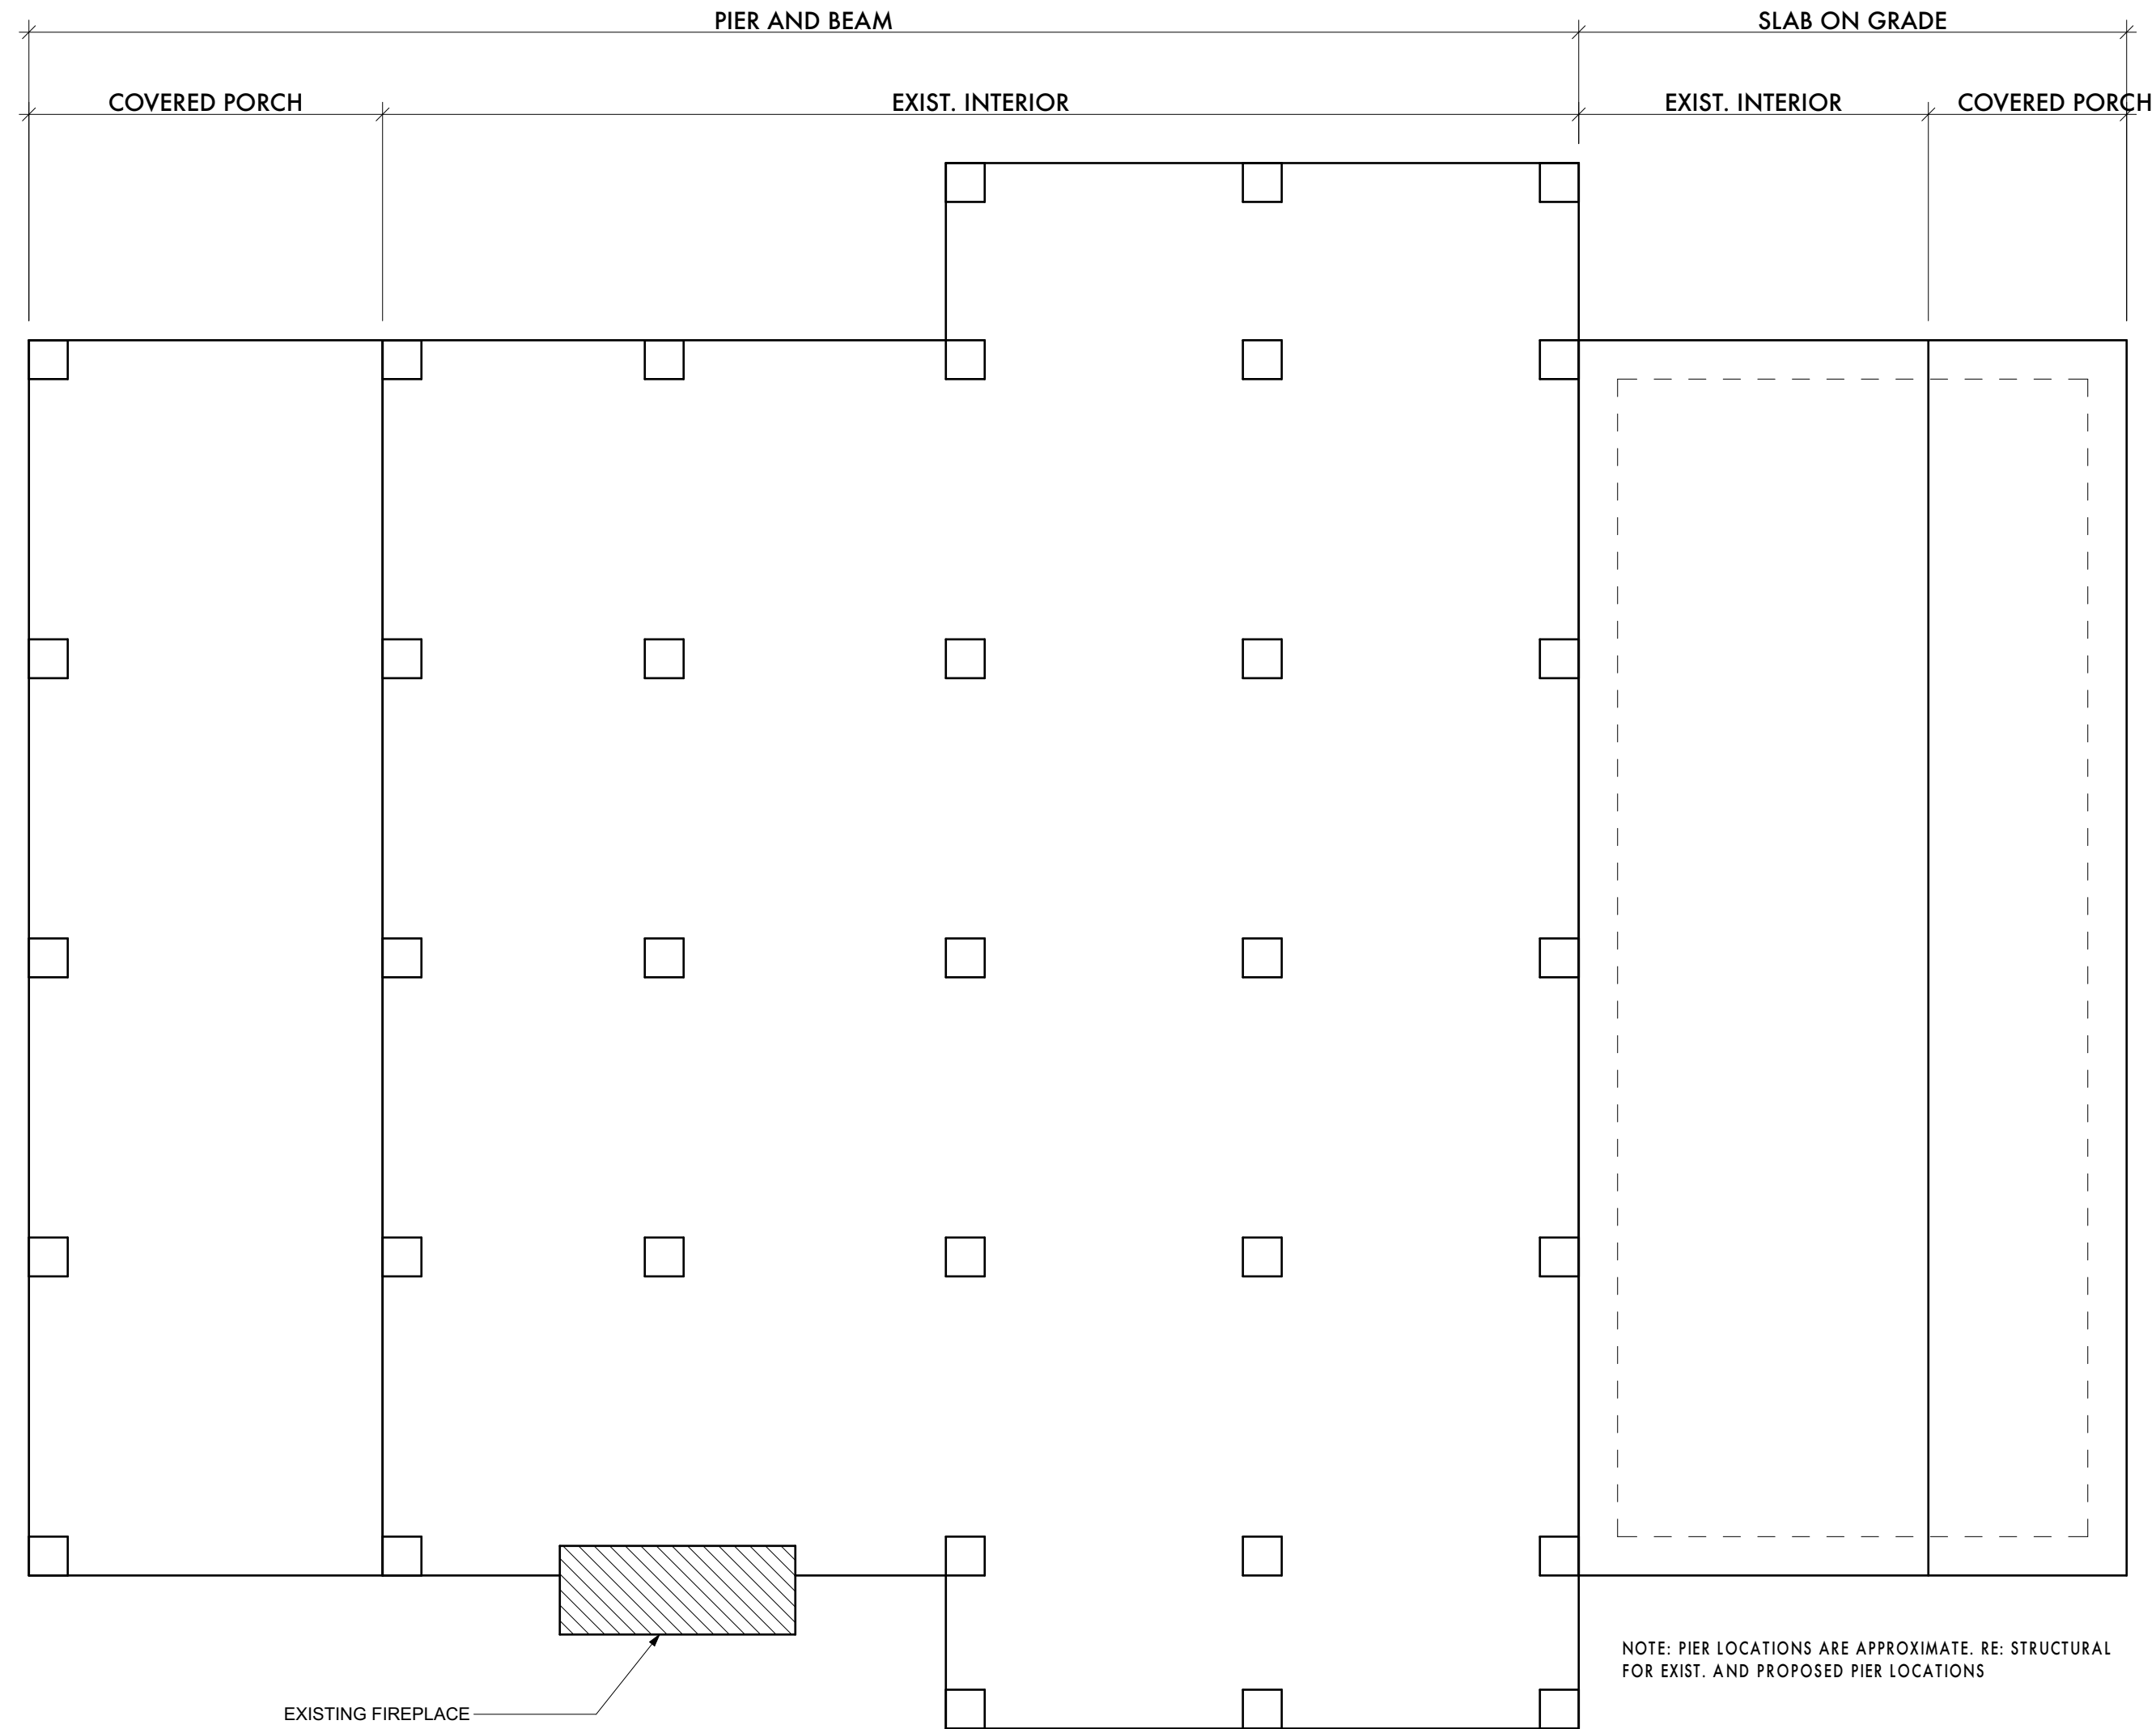 PIER AND BEAM
SLAB ON GRADE
COVERED PORCH
EXIST. INTERIOR
EXIST. INTERIOR
COVERED PORCH
NOTE: PIER LOCATIONS ARE APPROXIMATE. RE: STRUCTURAL
FOR EXIST. AND PROPOSED PIER LOCATIONS
EXISTING FIREPLACE